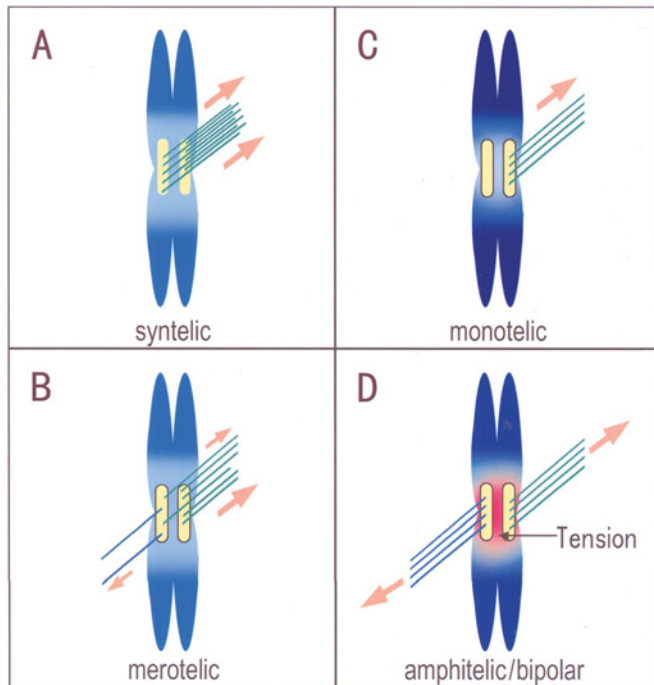 A
syntelic
C
monotelic
B
merotelic
D
Tension
amphitelic/bipolar